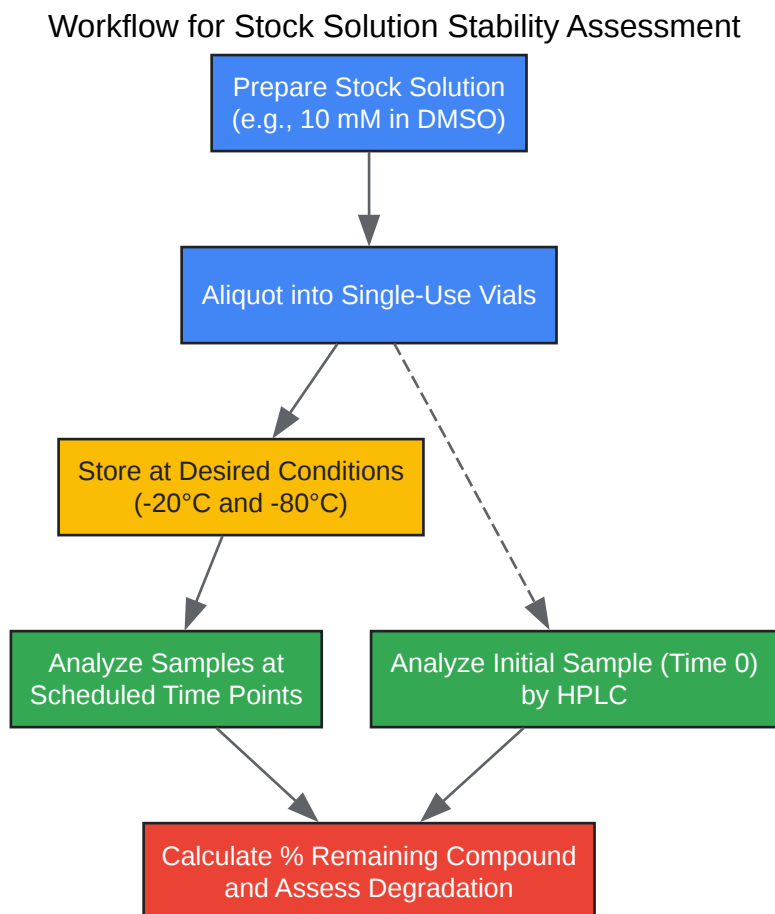 Workflow for Stock Solution Stability Assessment
Prepare Stock Solution
(e.g., 10 mM in DMSO)
Aliquot into Single-Use Vials
Store at Desired Conditions
(-20°C and -80°C)
Analyze Samples at
Scheduled Time Points
Analyze Initial Sample (Time 0)
by HPLC
Calculate % Remaining Compound
and Assess Degradation